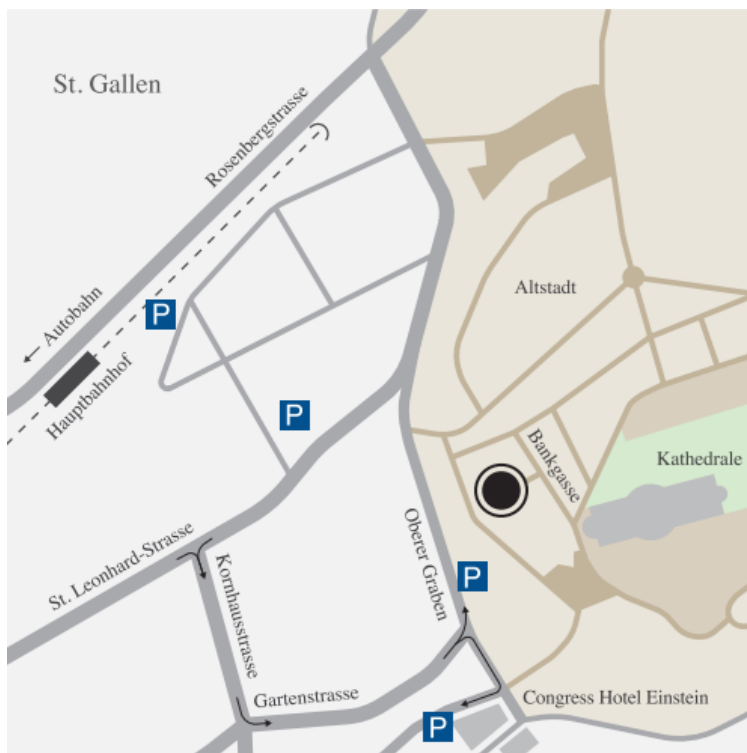 St. Gallen
Rosenbergstrasse
Autobahn
P
Hauptbahnhof
Altstadt
P
Bankgasse
Kathedrale
St. Leonhard-Strasse
Kornhausstrasse
Oberer Graben
P
Gartenstrasse
Congress Hotel Einstein
P